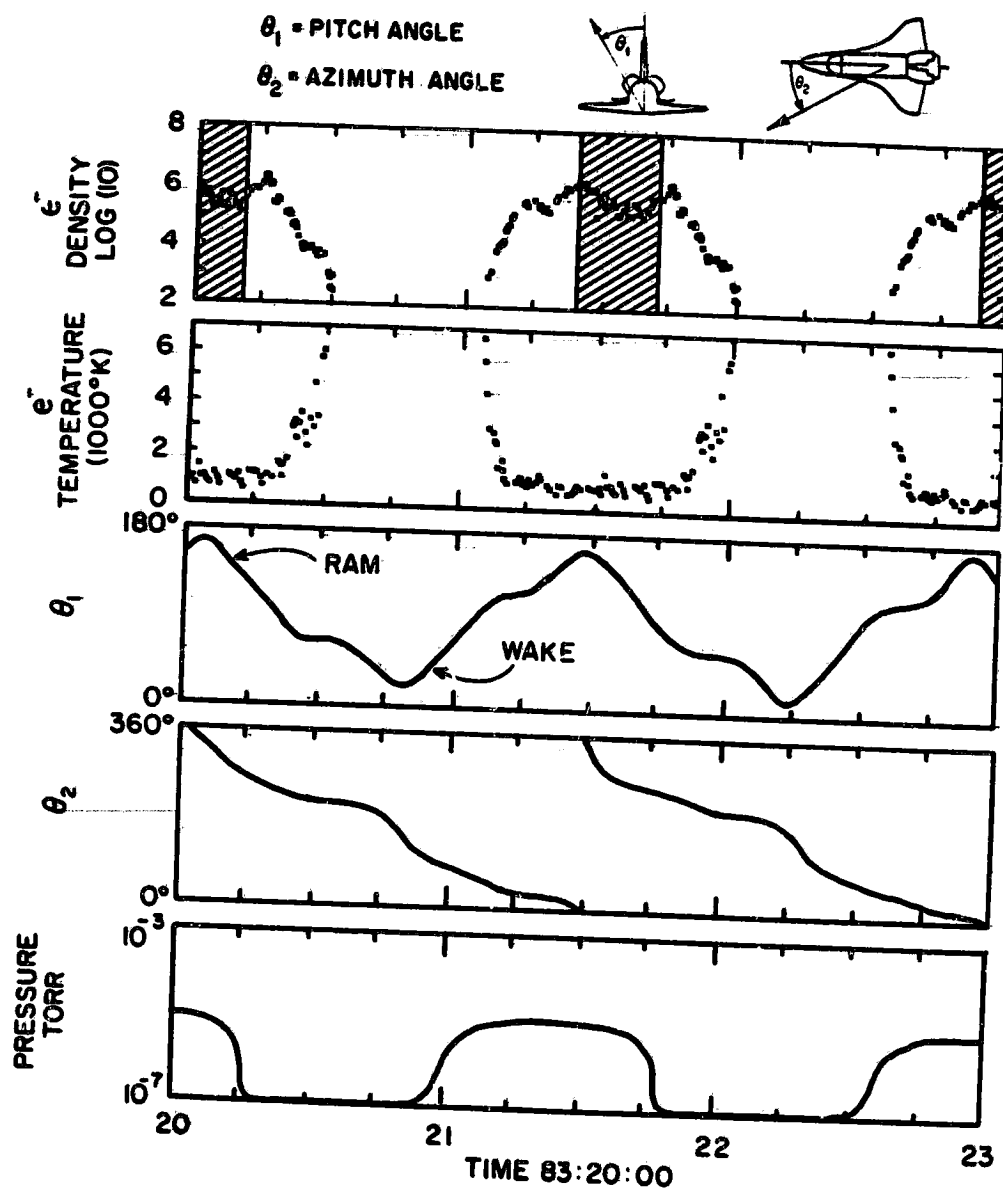 θ₁ = PITCH ANGLE
θ₂ = AZIMUTH ANGLE
θ₁
θ₂
e⁻ DENSITY LOG (10)
8
6
4
2
e⁻ TEMPERATURE (1000°K)
6
4
2
0
θ₁
180°
0°
RAM
WAKE
θ₂
360°
0°
PRESSURE TORR
10⁻³
10⁻⁷
20
21
22
23
TIME 83:20:00